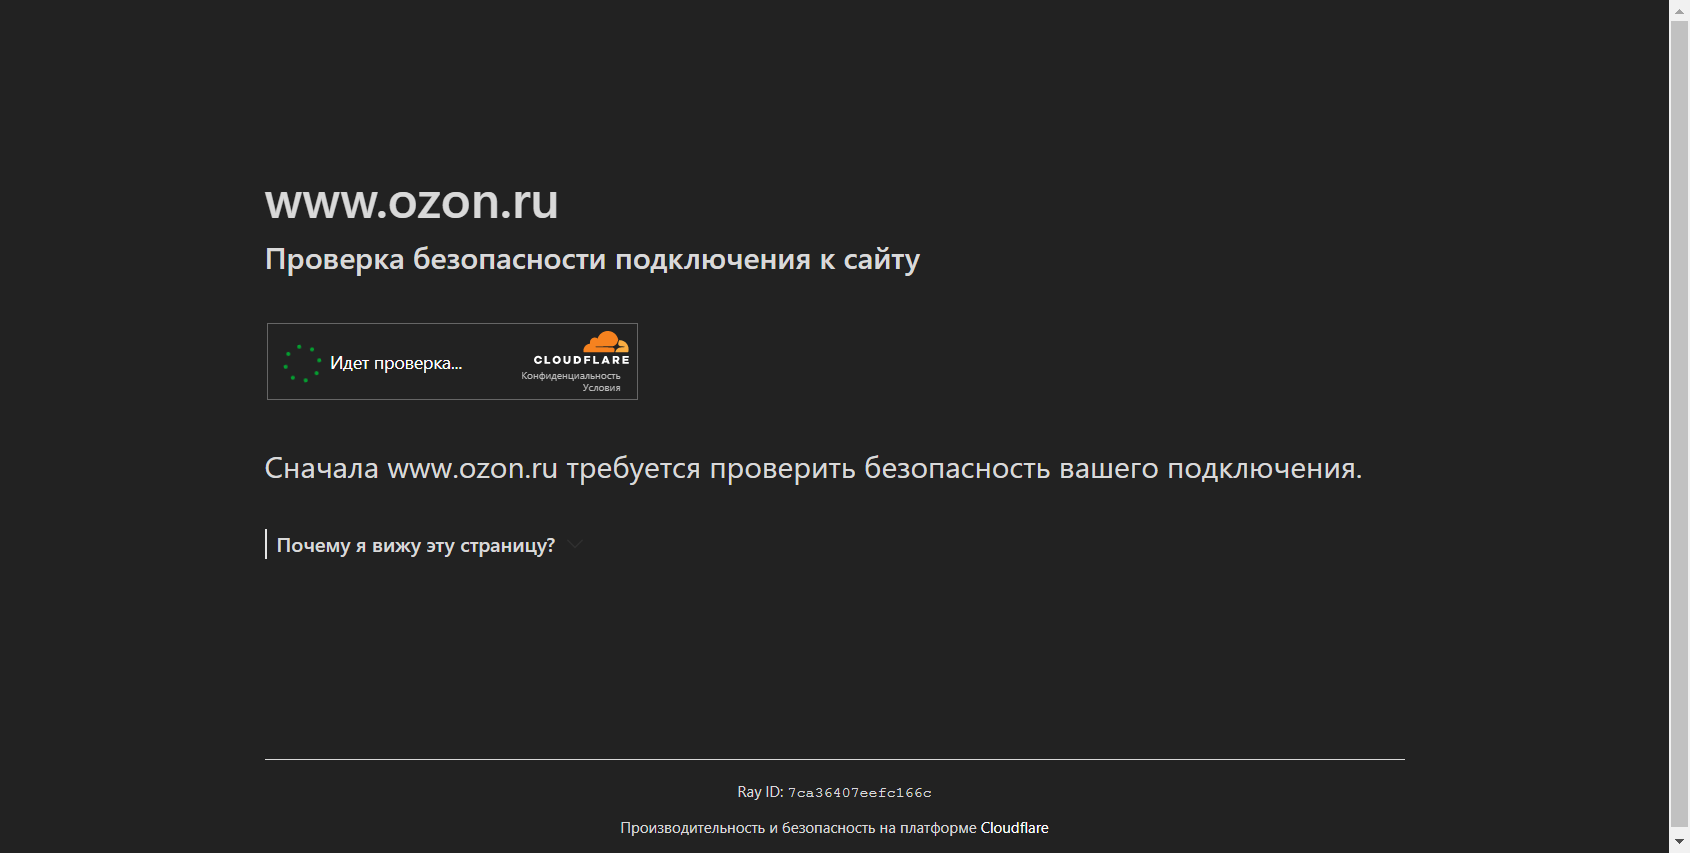 www.ozon.ru
Проверка безопасности подключения к сайту
Идет проверка...
CLOUDFLARE
Конфиденциальность
Условия
Сначала www.ozon.ru требуется проверить безопасность вашего подключения.
Почему я вижу эту страницу?
Ray ID: 7ca36407eefc166c
Производительность и безопасность на платформе Cloudflare